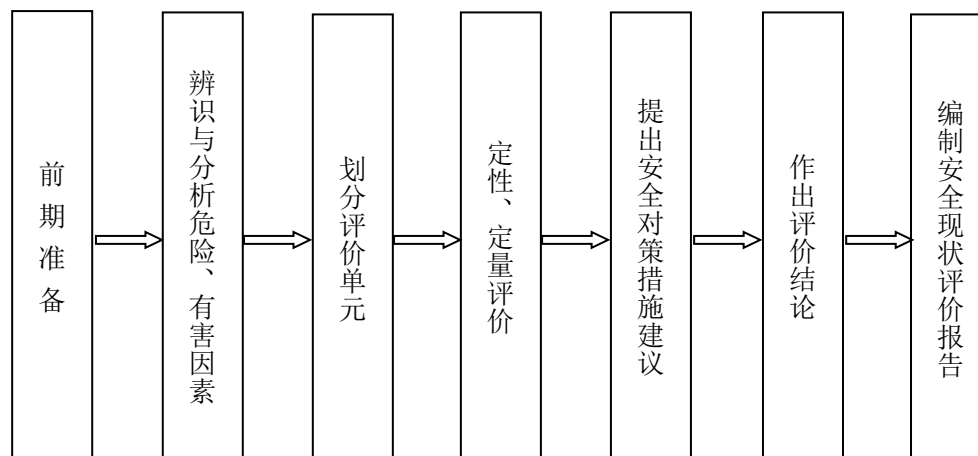 前期准备
辨识与分析危险、有害因素
划分评价单元
定性、定量评价
提出安全对策措施建议
作出评价结论
编制安全现状评价报告